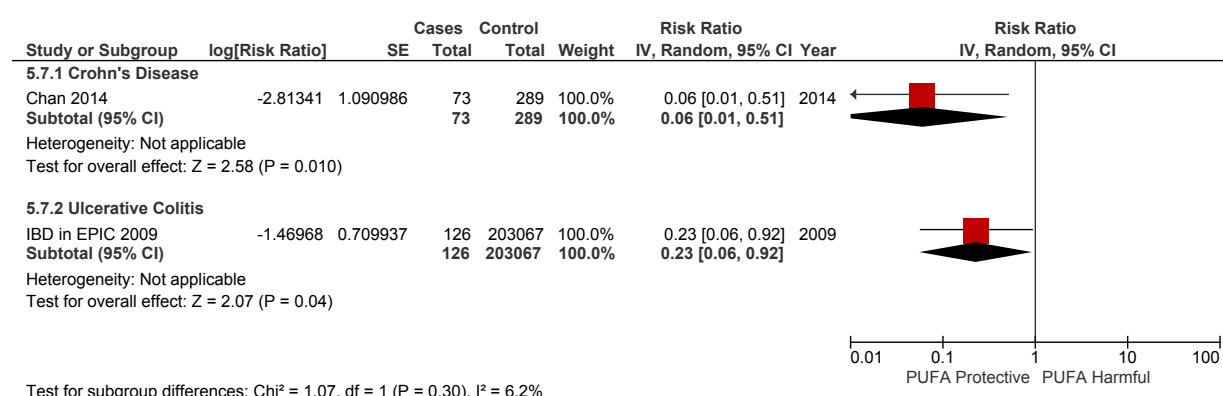 Cases Control Risk Ratio Risk Ratio
Study or Subgroup log[Risk Ratio] SE Total Total Weight IV, Random, 95% CI Year IV, Random, 95% CI
5.7.1 Crohn's Disease
Chan 2014 -2.81341 1.090986 73 289 100.0% 0.06 [0.01, 0.51] 2014
Subtotal (95% CI) 73 289 100.0% 0.06 [0.01, 0.51]
Heterogeneity: Not applicable
Test for overall effect: Z = 2.58 (P = 0.010)
5.7.2 Ulcerative Colitis
IBD in EPIC 2009 -1.46968 0.709937 126 203067 100.0% 0.23 [0.06, 0.92] 2009
Subtotal (95% CI) 126 203067 100.0% 0.23 [0.06, 0.92]
Heterogeneity: Not applicable
Test for overall effect: Z = 2.07 (P = 0.04)
0.01 0.1 1 10 100
PUFA Protective PUFA Harmful
Test for subgroup differences: Chi² = 1.07, df = 1 (P = 0.30), I² = 6.2%